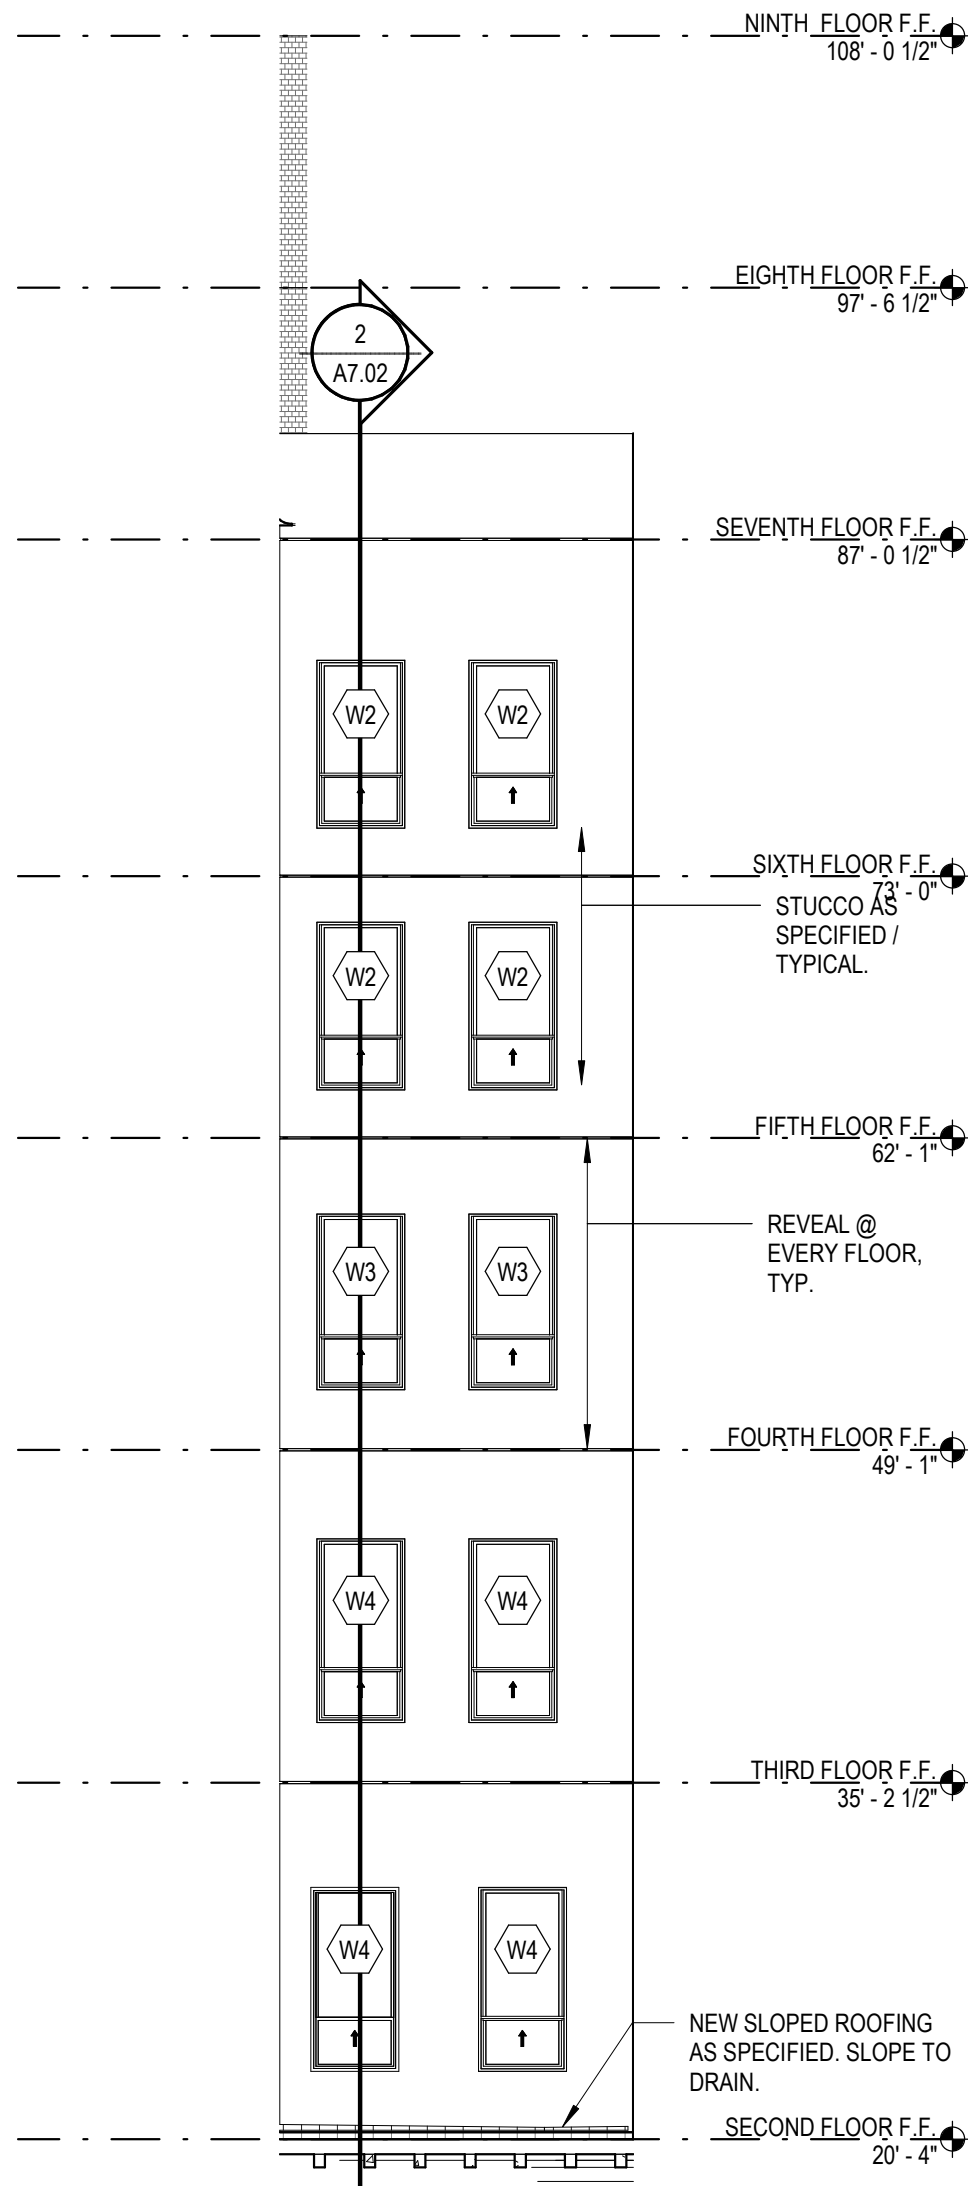 NINTH FLOOR F.F.
108' - 0 1/2"
EIGHTH FLOOR F.F.
97' - 6 1/2"
2
A7.02
SEVENTH FLOOR F.F.
87' - 0 1/2"
W2 W2
SIXTH FLOOR F.F.
73' - 0"
STUCCO AS
SPECIFIED /
TYPICAL.
W2 W2
FIFTH FLOOR F.F.
62' - 1"
REVEAL @
EVERY FLOOR,
TYP.
W3 W3
FOURTH FLOOR F.F.
49' - 1"
W4 W4
THIRD FLOOR F.F.
35' - 2 1/2"
W4 W4
NEW SLOPED ROOFING
AS SPECIFIED. SLOPE TO
DRAIN.
SECOND FLOOR F.F.
20' - 4"